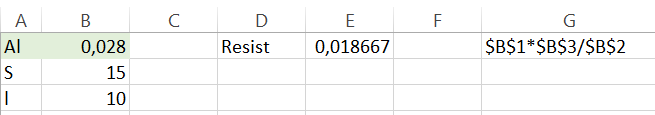 A B C D E F G
Al 0,028 Resist 0,018667 $B$1*$B$3/$B$2
S 15
l 10